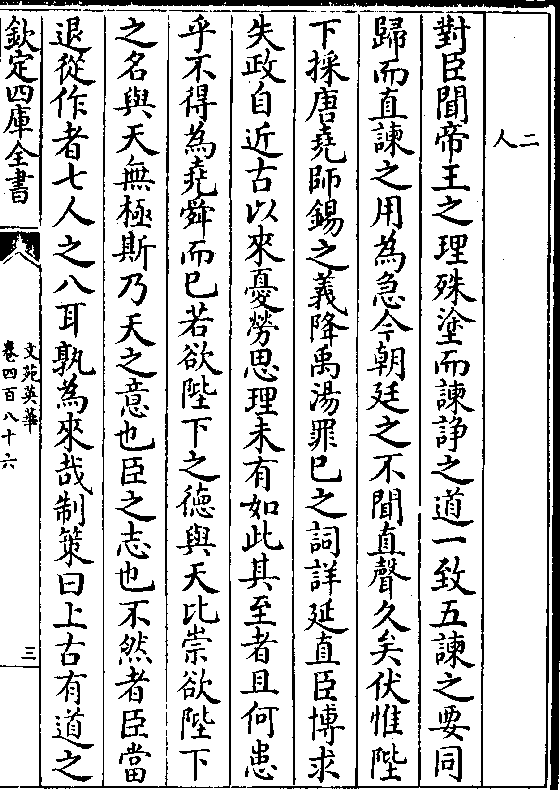 二人
對臣聞帝王之理殊塗而諫諍之道一致五諫之要同
歸而直諫之用為急今朝廷之不聞直聲久矣伏惟陛
下採唐堯師錫之義降禹湯罪已之詞詳延直臣博求
失政自近古以來憂勞思理未有如此其至者且何患
乎不得為堯舜而已若欲陛下之德與天比崇欲陛下
之名與天無極斯乃天之意也臣之志也不然者臣當
退從作者七人之八耳孰為來哉制策曰上古有道之
欽定四庫全書
文苑英華
卷四百八十六
三